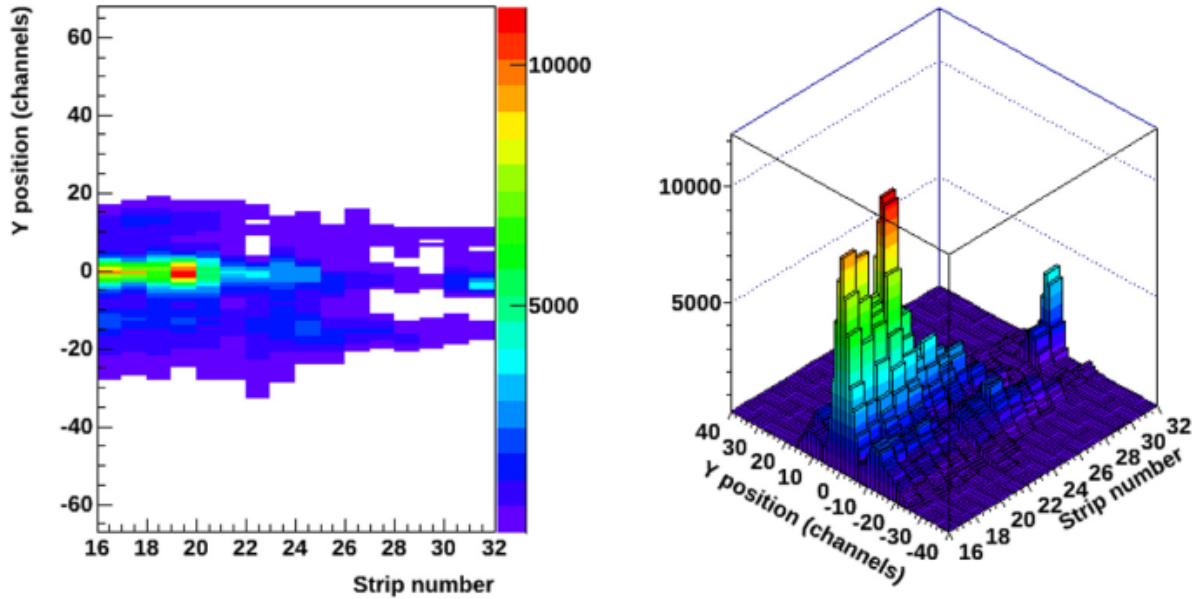 Y position (channels)
60
40
20
0
-20
-40
-60
16 18 20 22 24 26 28 30 32
Strip number
10000
5000
10000
5000
40 30 20 10 0 -10 -20 -30 -40
Y position (channels)
16 18 20 22 24 26 28 30 32
Strip number